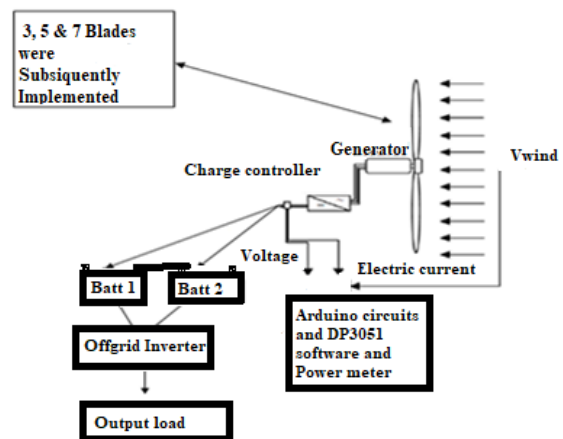 3, 5 & 7 Blades
were
Subsiquently
Implemented
Generator
Vwind
Charge controller
Voltage
Electric current
Batt 1
Batt 2
Arduino circuits
and DP3051
software and
Power meter
Offgrid Inverter
Output load